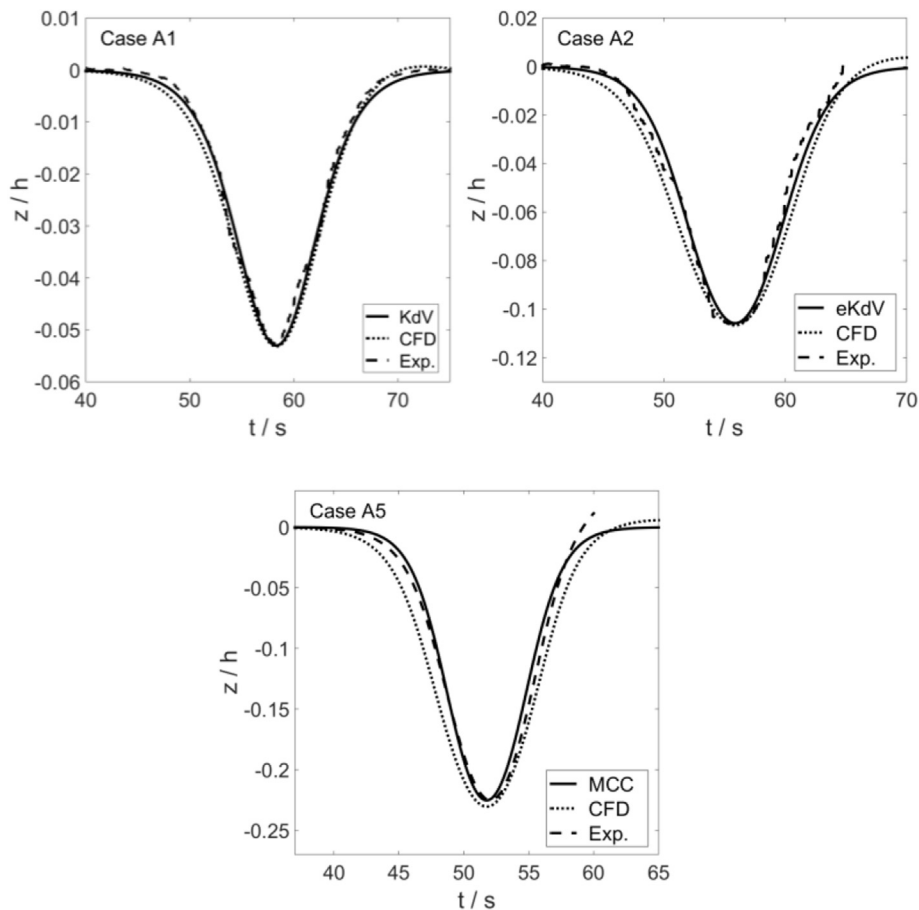 Case A1
0.01
0
-0.01
-0.02
-0.03
-0.04
-0.05
-0.06
z / h
40 50 60 70
t / s
KdV
CFD
Exp.
Case A2
0.02
0
-0.02
-0.04
-0.06
-0.08
-0.1
-0.12
z / h
40 50 60 70
t / s
eKdV
CFD
Exp.
Case A5
0
-0.05
-0.1
-0.15
-0.2
-0.25
z / h
40 45 50 55 60 65
t / s
MCC
CFD
Exp.